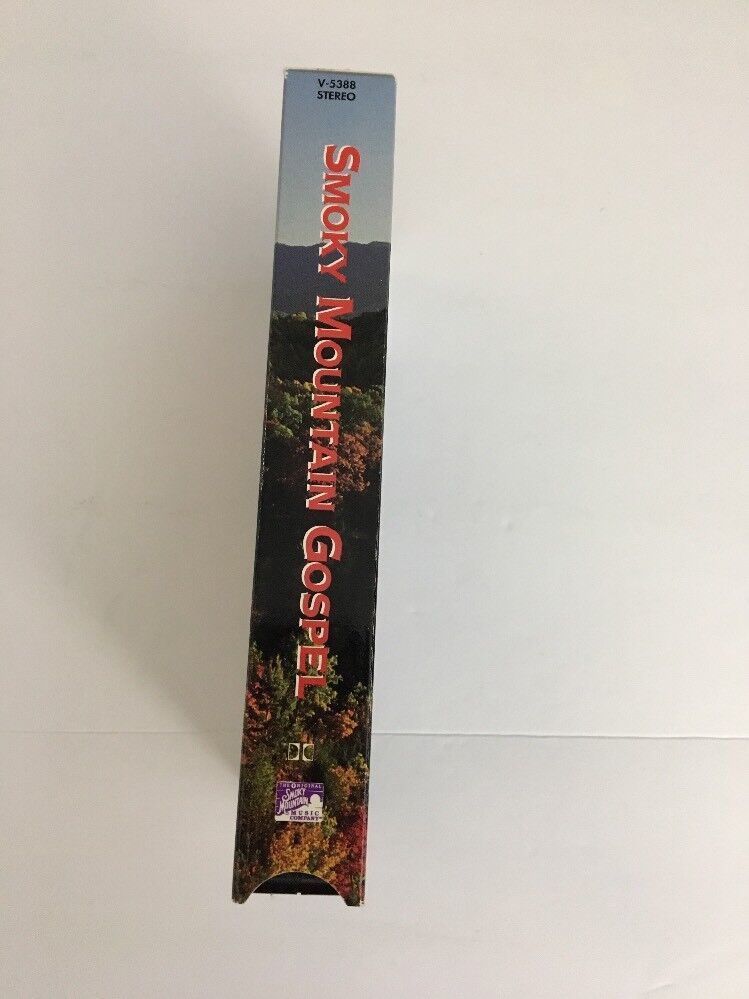 V-5388
STEREO
SMOKY MOUNTAIN GOSPEL
THE ORIGINAL
SMOKY
MOUNTAIN
MUSIC
COMPANY